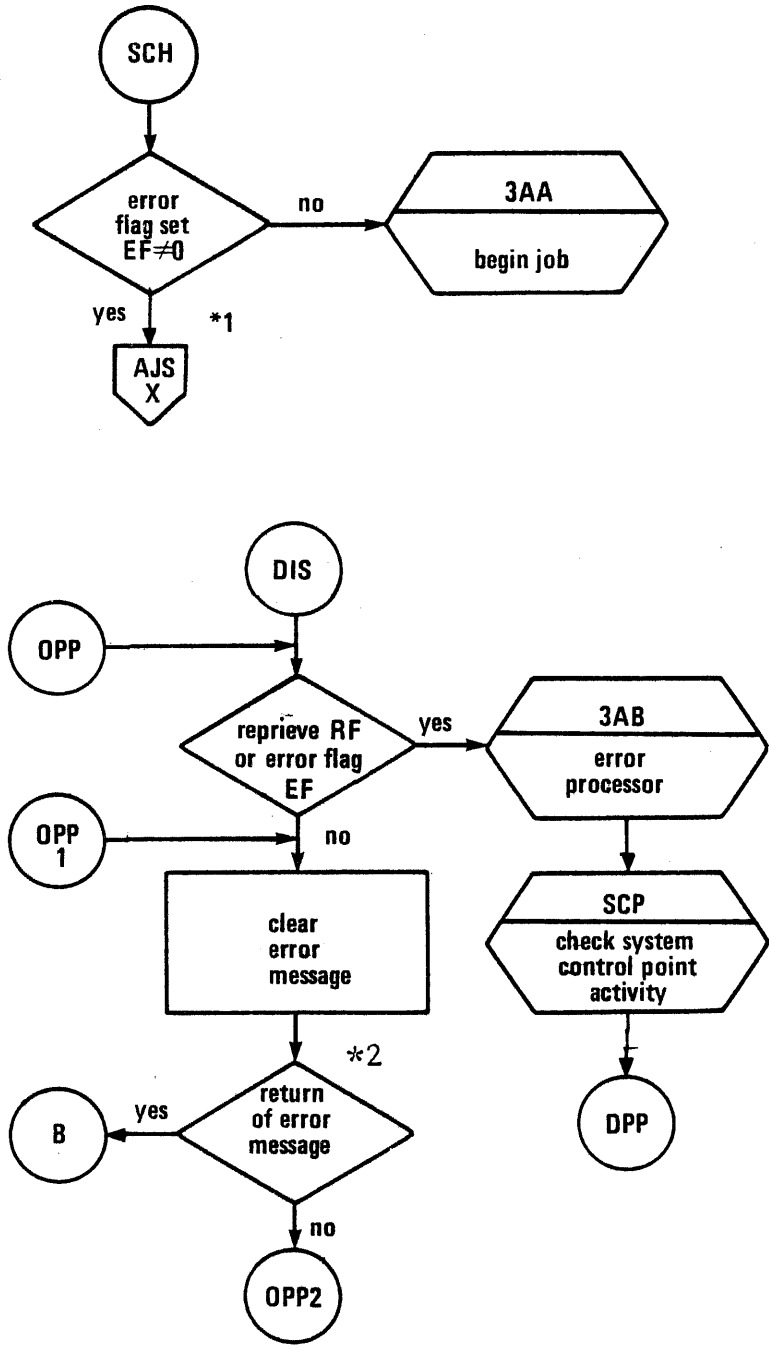 SCH
error
flag set
EF≠0
no
3AA
begin job
yes
*1
AJS
X
DIS
OPP
reprieve RF
or error flag
EF
yes
3AB
error
processor
OPP
1
no
clear
error
message
SCP
check system
control point
activity
*2
return
of error
message
yes
B
DPP
no
OPP2